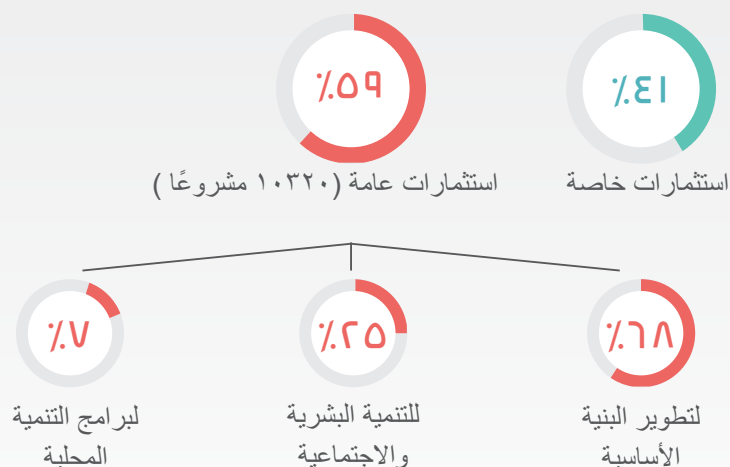 ٪٤١
٪٥٩
استثمارات خاصة
استثمارات عامة (١٠٣٢٠ مشروعًا )
٪٦٨
٪٢٥
٪٧
لتطوير البنية
الأساسية
للتنمية البشرية
والاجتماعية
لبرامج التنمية
المحلية